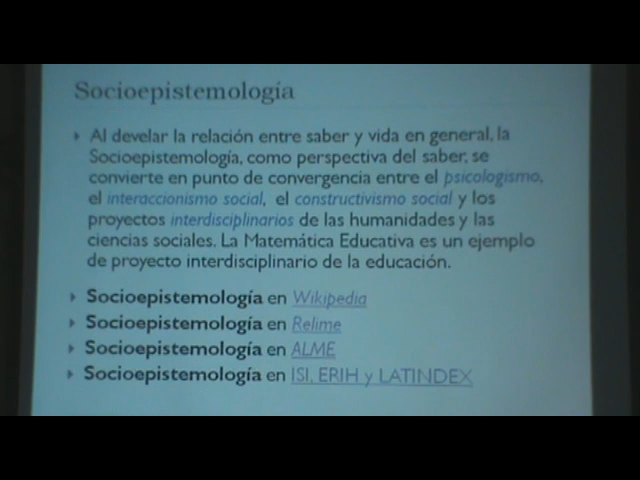 Socioepistemología
Al develar la relación entre saber y vida en general, la
Socioepistemología, como perspectiva del saber, se
convierte en punto de convergencia entre el psicologismo,
el interaccionismo social, el constructivismo social y los
proyectos interdisciplinarios de las humanidades y las
ciencias sociales. La Matemática Educativa es un ejemplo
de proyecto interdisciplinario de la educación.
Socioepistemología en Wikipedia
Socioepistemología en Relime
Socioepistemología en ALME
Socioepistemología en ISI, ERIH y LATINDEX